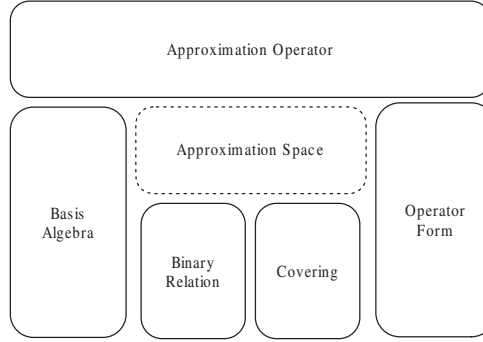 Approximation Operator
Approximation Space
Basis
Algebra
Operator
Form
Binary
Relation
Covering